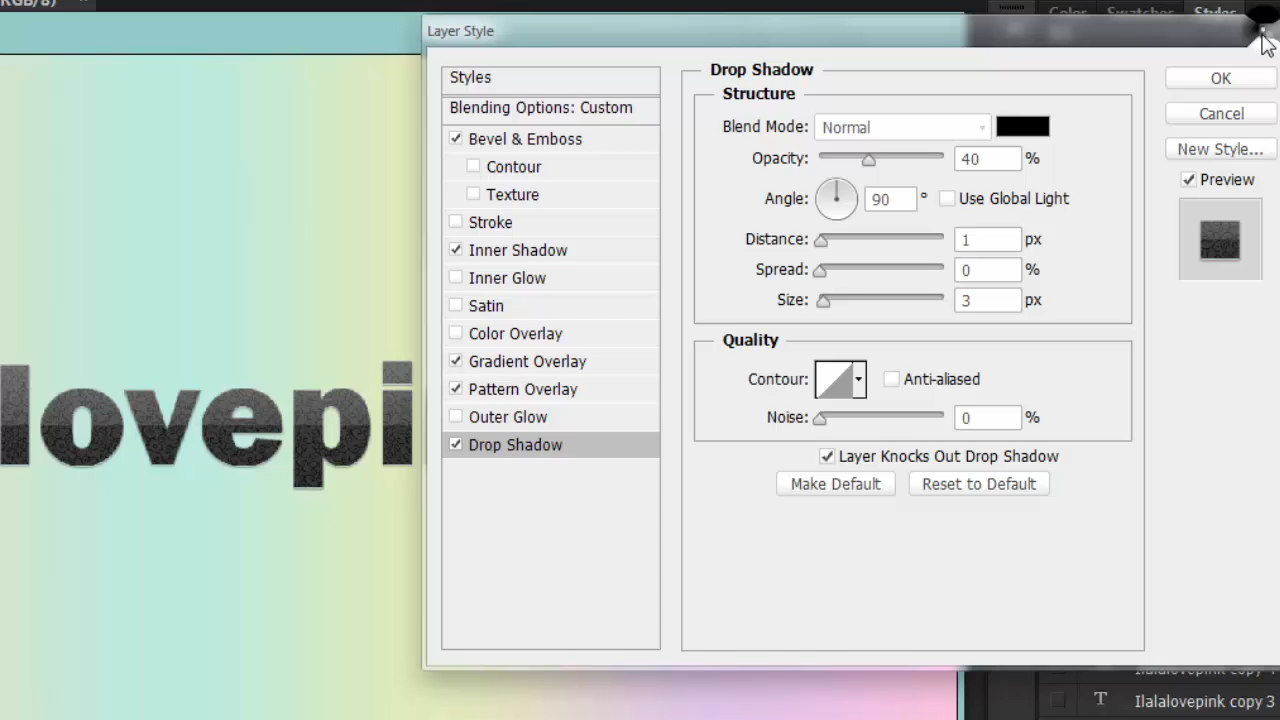 RGB/8)
Color
Swatches
Styles
Layer Style
Styles
Blending Options: Custom
Bevel & Emboss
Contour
Texture
Stroke
Inner Shadow
Inner Glow
Satin
Color Overlay
Gradient Overlay
Pattern Overlay
Outer Glow
Drop Shadow
Drop Shadow
Structure
Blend Mode: Normal
Opacity: 40 %
Angle: 90 ° Use Global Light
Distance: 1 px
Spread: 0 %
Size: 3 px
Quality
Contour: Anti-aliased
Noise: 0 %
Layer Knocks Out Drop Shadow
Make Default Reset to Default
OK
Cancel
New Style...
Preview
lovepi
T Ilalalovepink copy 3